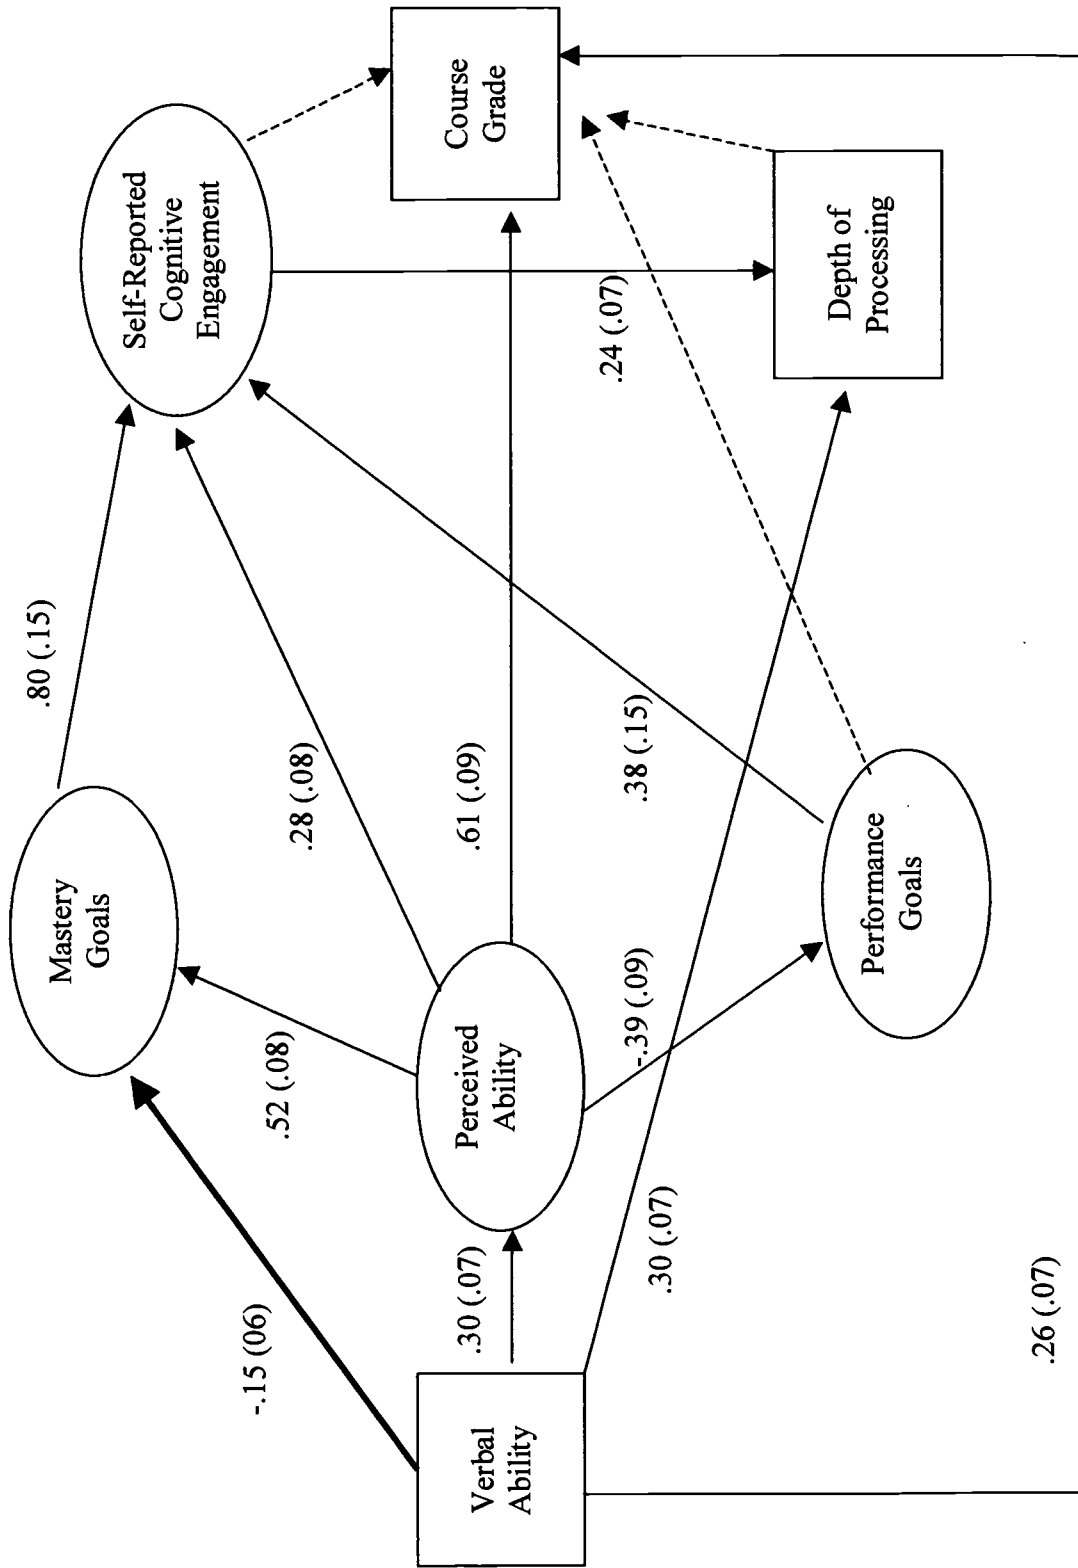 Mastery
Goals
Self-Reported
Cognitive
Engagement
.80 (.15)
-.15 (06)
.52 (.08)
.28 (.08)
Verbal
Ability
.30 (.07)
Perceived
Ability
.61 (.09)
Course
Grade
-.39 (.09)
.38 (.15)
.24 (.07)
.30 (.07)
Depth of
Processing
Performance
Goals
.26 (.07)